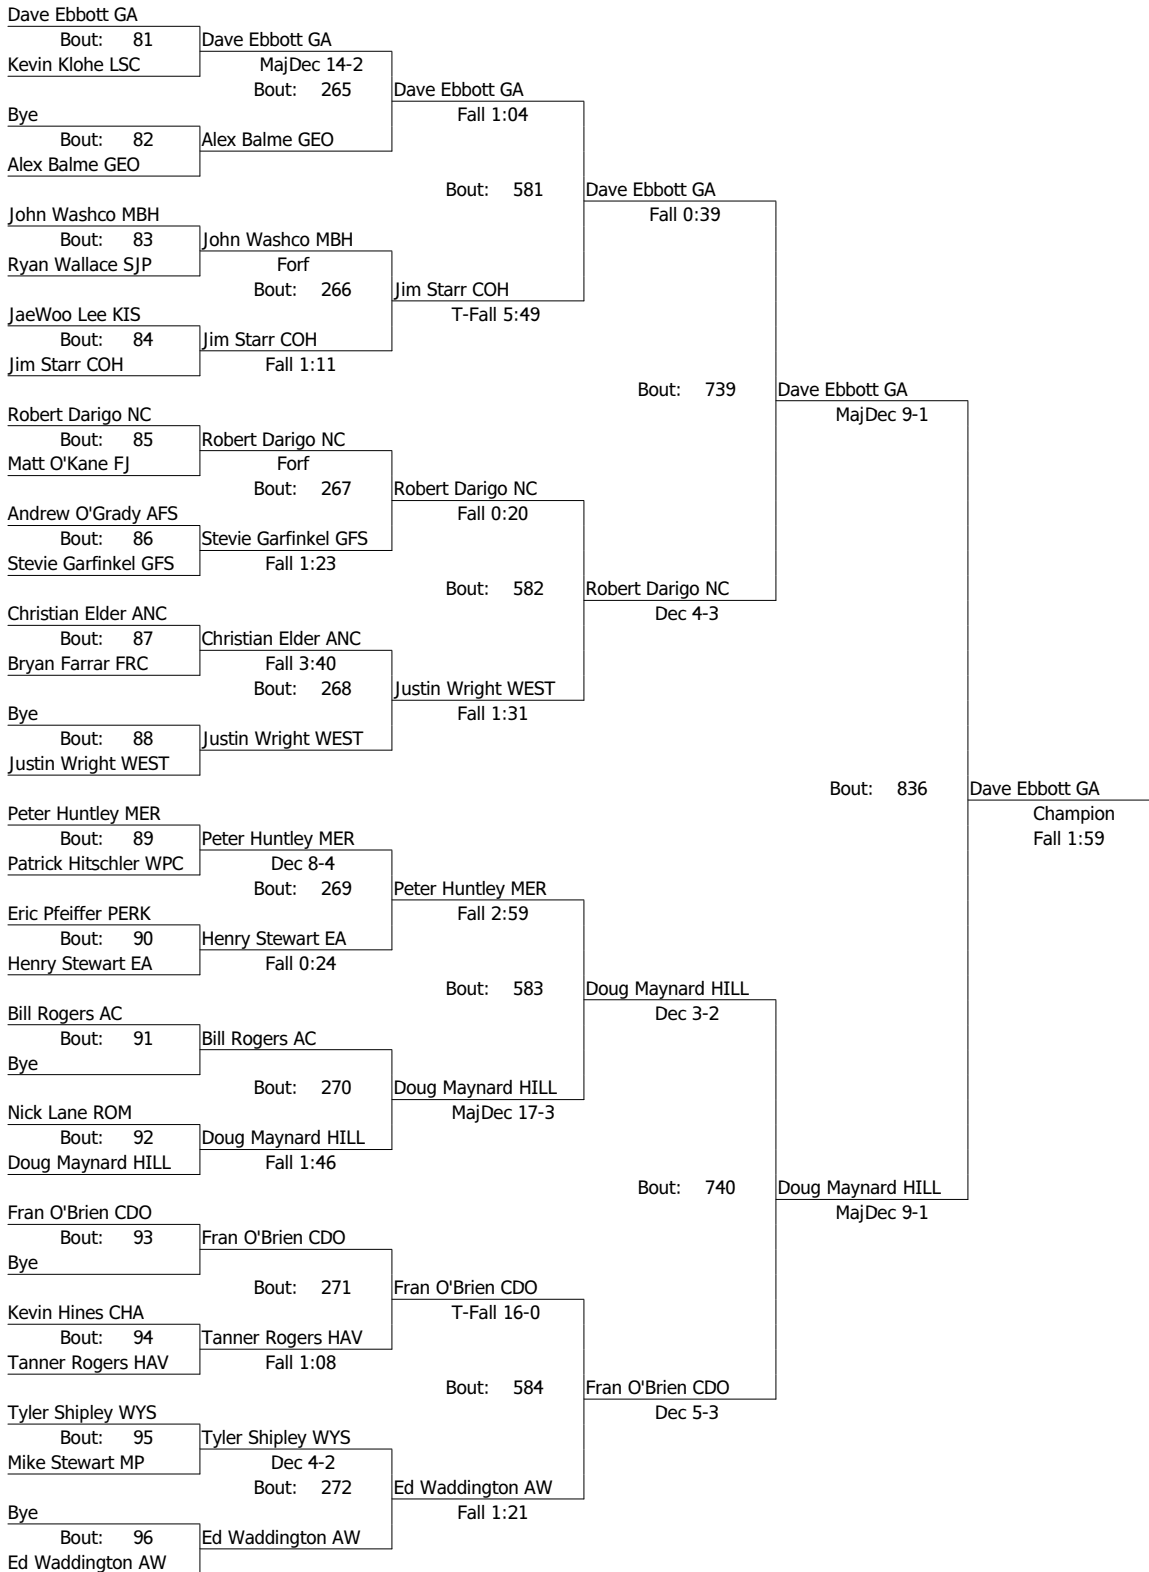 Dave Ebbott GA
Bout: 81 Dave Ebbott GA
Kevin Klohe LSC MajDec 14-2
Bout: 265 Dave Ebbott GA
Bye Fall 1:04
Bout: 82 Alex Balme GEO
Alex Balme GEO
Bout: 581 Dave Ebbott GA
John Washco MBH Fall 0:39
Bout: 83 John Washco MBH
Ryan Wallace SJP Forf
Bout: 266 Jim Starr COH
JaeWoo Lee KIS T-Fall 5:49
Bout: 84 Jim Starr COH
Jim Starr COH Fall 1:11
Bout: 739 Dave Ebbott GA
Robert Darigo NC MajDec 9-1
Bout: 85 Robert Darigo NC
Matt O'Kane FJ Forf
Bout: 267 Robert Darigo NC
Andrew O'Grady AFS Fall 0:20
Bout: 86 Stevie Garfinkel GFS
Stevie Garfinkel GFS Fall 1:23
Bout: 582 Robert Darigo NC
Christian Elder ANC Dec 4-3
Bout: 87 Christian Elder ANC
Bryan Farrar FRC Fall 3:40
Bout: 268 Justin Wright WEST
Bye Fall 1:31
Bout: 88 Justin Wright WEST
Justin Wright WEST
Bout: 836 Dave Ebbott GA
Peter Huntley MER Champion
Bout: 89 Peter Huntley MER Fall 1:59
Patrick Hitschler WPC Dec 8-4
Bout: 269 Peter Huntley MER
Eric Pfeiffer PERK Fall 2:59
Bout: 90 Henry Stewart EA
Henry Stewart EA Fall 0:24
Bout: 583 Doug Maynard HILL
Bill Rogers AC Dec 3-2
Bout: 91 Bill Rogers AC
Bye
Bout: 270 Doug Maynard HILL
Nick Lane ROM MajDec 17-3
Bout: 92 Doug Maynard HILL
Doug Maynard HILL Fall 1:46
Bout: 740 Doug Maynard HILL
Fran O'Brien CDO MajDec 9-1
Bout: 93 Fran O'Brien CDO
Bye
Bout: 271 Fran O'Brien CDO
Kevin Hines CHA T-Fall 16-0
Bout: 94 Tanner Rogers HAV
Tanner Rogers HAV Fall 1:08
Bout: 584 Fran O'Brien CDO
Tyler Shipley WYS Dec 5-3
Bout: 95 Tyler Shipley WYS
Mike Stewart MP Dec 4-2
Bout: 272 Ed Waddington AW
Bye Fall 1:21
Bout: 96 Ed Waddington AW
Ed Waddington AW